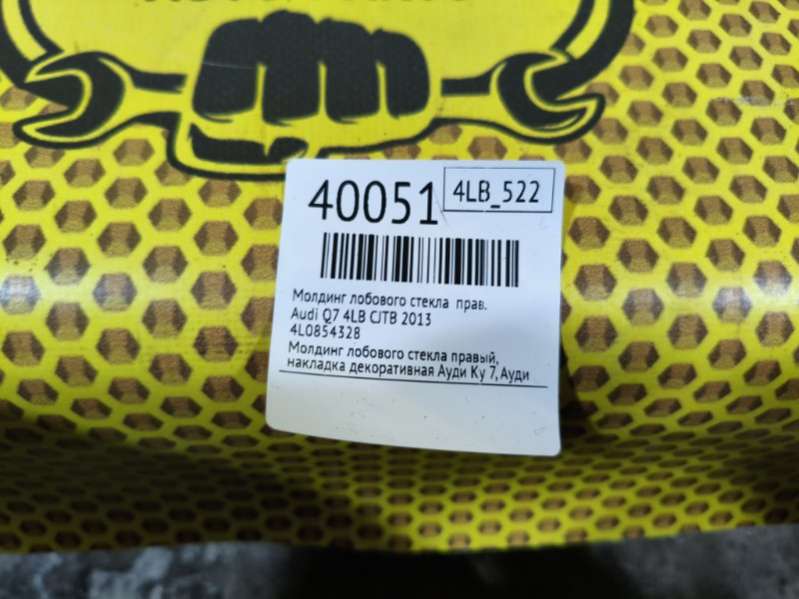 40051
4LB_522
Молдинг лобового стекла прав.
Audi Q7 4LB CJTB 2013
4L0854328
Молдинг лобового стекла правый,
накладка декоративная Ауди Ку 7, Ауди